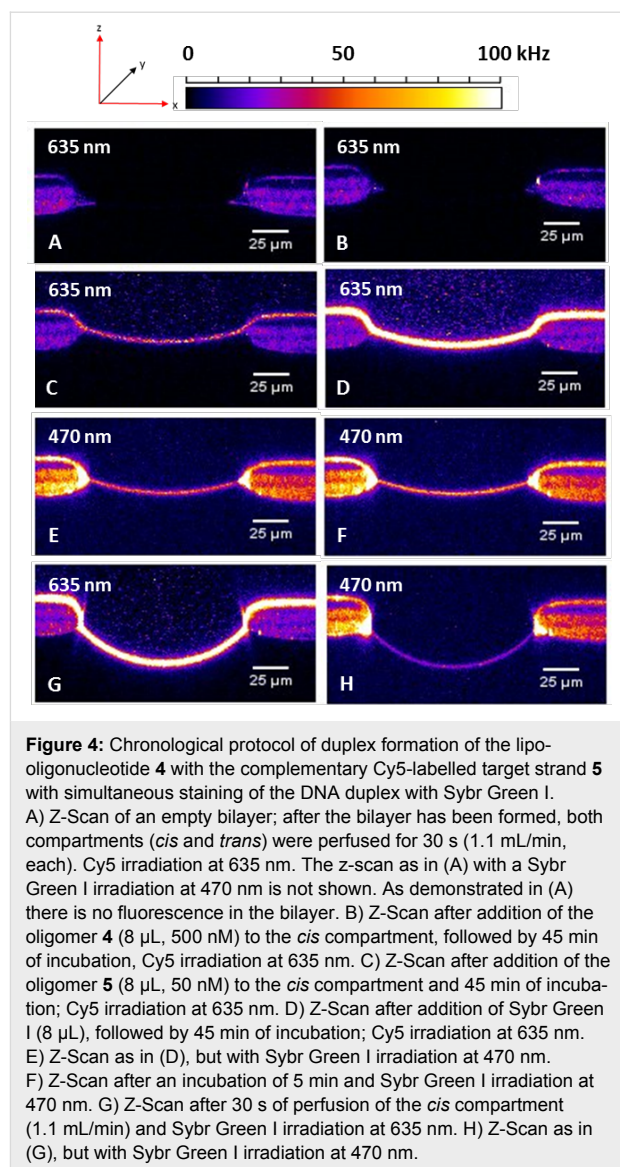 z
y
x
0 50 100 kHz
635 nm
A
25 µm
635 nm
B
25 µm
635 nm
C
25 µm
635 nm
D
25 µm
470 nm
E
25 µm
470 nm
F
25 µm
635 nm
G
25 µm
470 nm
H
25 µm
Figure 4: Chronological protocol of duplex formation of the lipo-
oligonucleotide 4 with the complementary Cy5-labelled target strand 5
with simultaneous staining of the DNA duplex with Sybr Green I.
A) Z-Scan of an empty bilayer; after the bilayer has been formed, both
compartments (cis and trans) were perfused for 30 s (1.1 mL/min,
each). Cy5 irradiation at 635 nm. The z-scan as in (A) with a Sybr
Green I irradiation at 470 nm is not shown. As demonstrated in (A)
there is no fluorescence in the bilayer. B) Z-Scan after addition of the
oligomer 4 (8 µL, 500 nM) to the cis compartment, followed by 45 min
of incubation, Cy5 irradiation at 635 nm. C) Z-Scan after addition of the
oligomer 5 (8 µL, 50 nM) to the cis compartment and 45 min of incuba-
tion; Cy5 irradiation at 635 nm. D) Z-Scan after addition of Sybr Green
I (8 µL), followed by 45 min of incubation; Cy5 irradiation at 635 nm.
E) Z-Scan as in (D), but with Sybr Green I irradiation at 470 nm.
F) Z-Scan after an incubation of 5 min and Sybr Green I irradiation at
470 nm. G) Z-Scan after 30 s of perfusion of the cis compartment
(1.1 mL/min) and Sybr Green I irradiation at 635 nm. H) Z-Scan as in
(G), but with Sybr Green I irradiation at 470 nm.